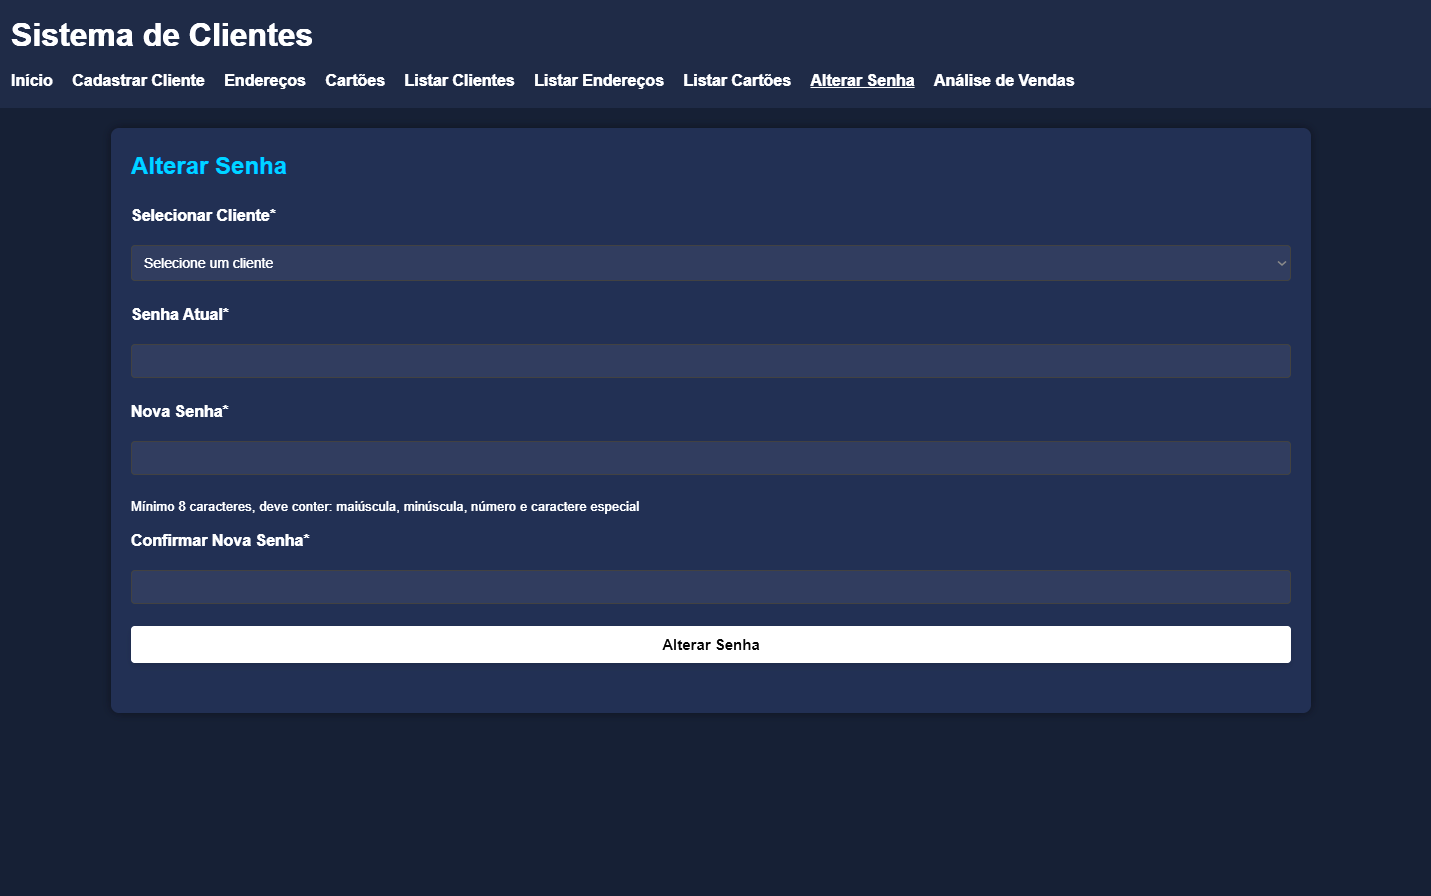 Sistema de Clientes
Início Cadastrar Cliente Endereços Cartões Listar Clientes Listar Endereços Listar Cartões Alterar Senha Análise de Vendas
Alterar Senha
Selecionar Cliente*
Selecione um cliente
Senha Atual*
Nova Senha*
Mínimo 8 caracteres, deve conter: maiúscula, minúscula, número e caractere especial
Confirmar Nova Senha*
Alterar Senha